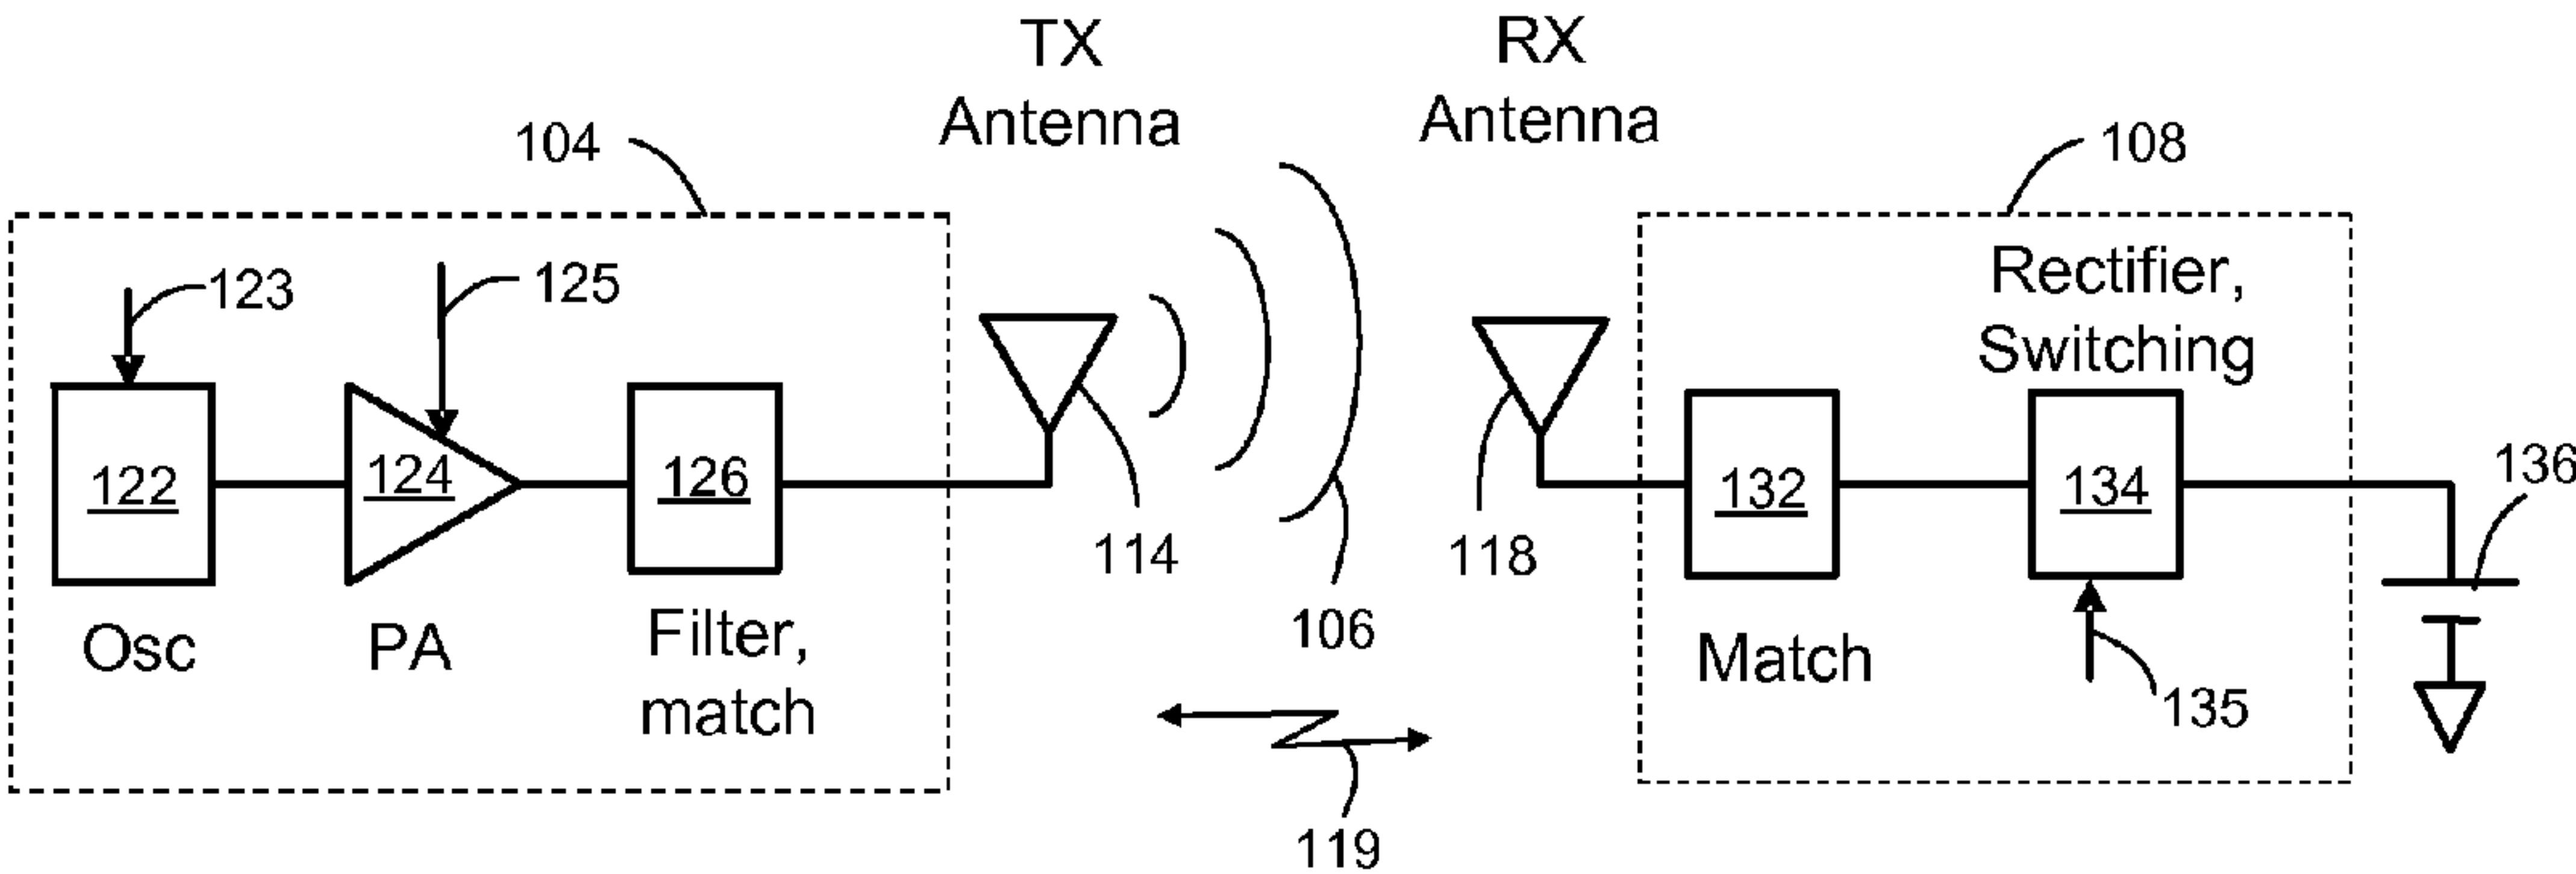 TX
Antenna
RX
Antenna
104
108
123
125
Rectifier,
Switching
122
124
126
114
118
132
134
136
106
Osc
PA
Filter,
match
Match
135
119